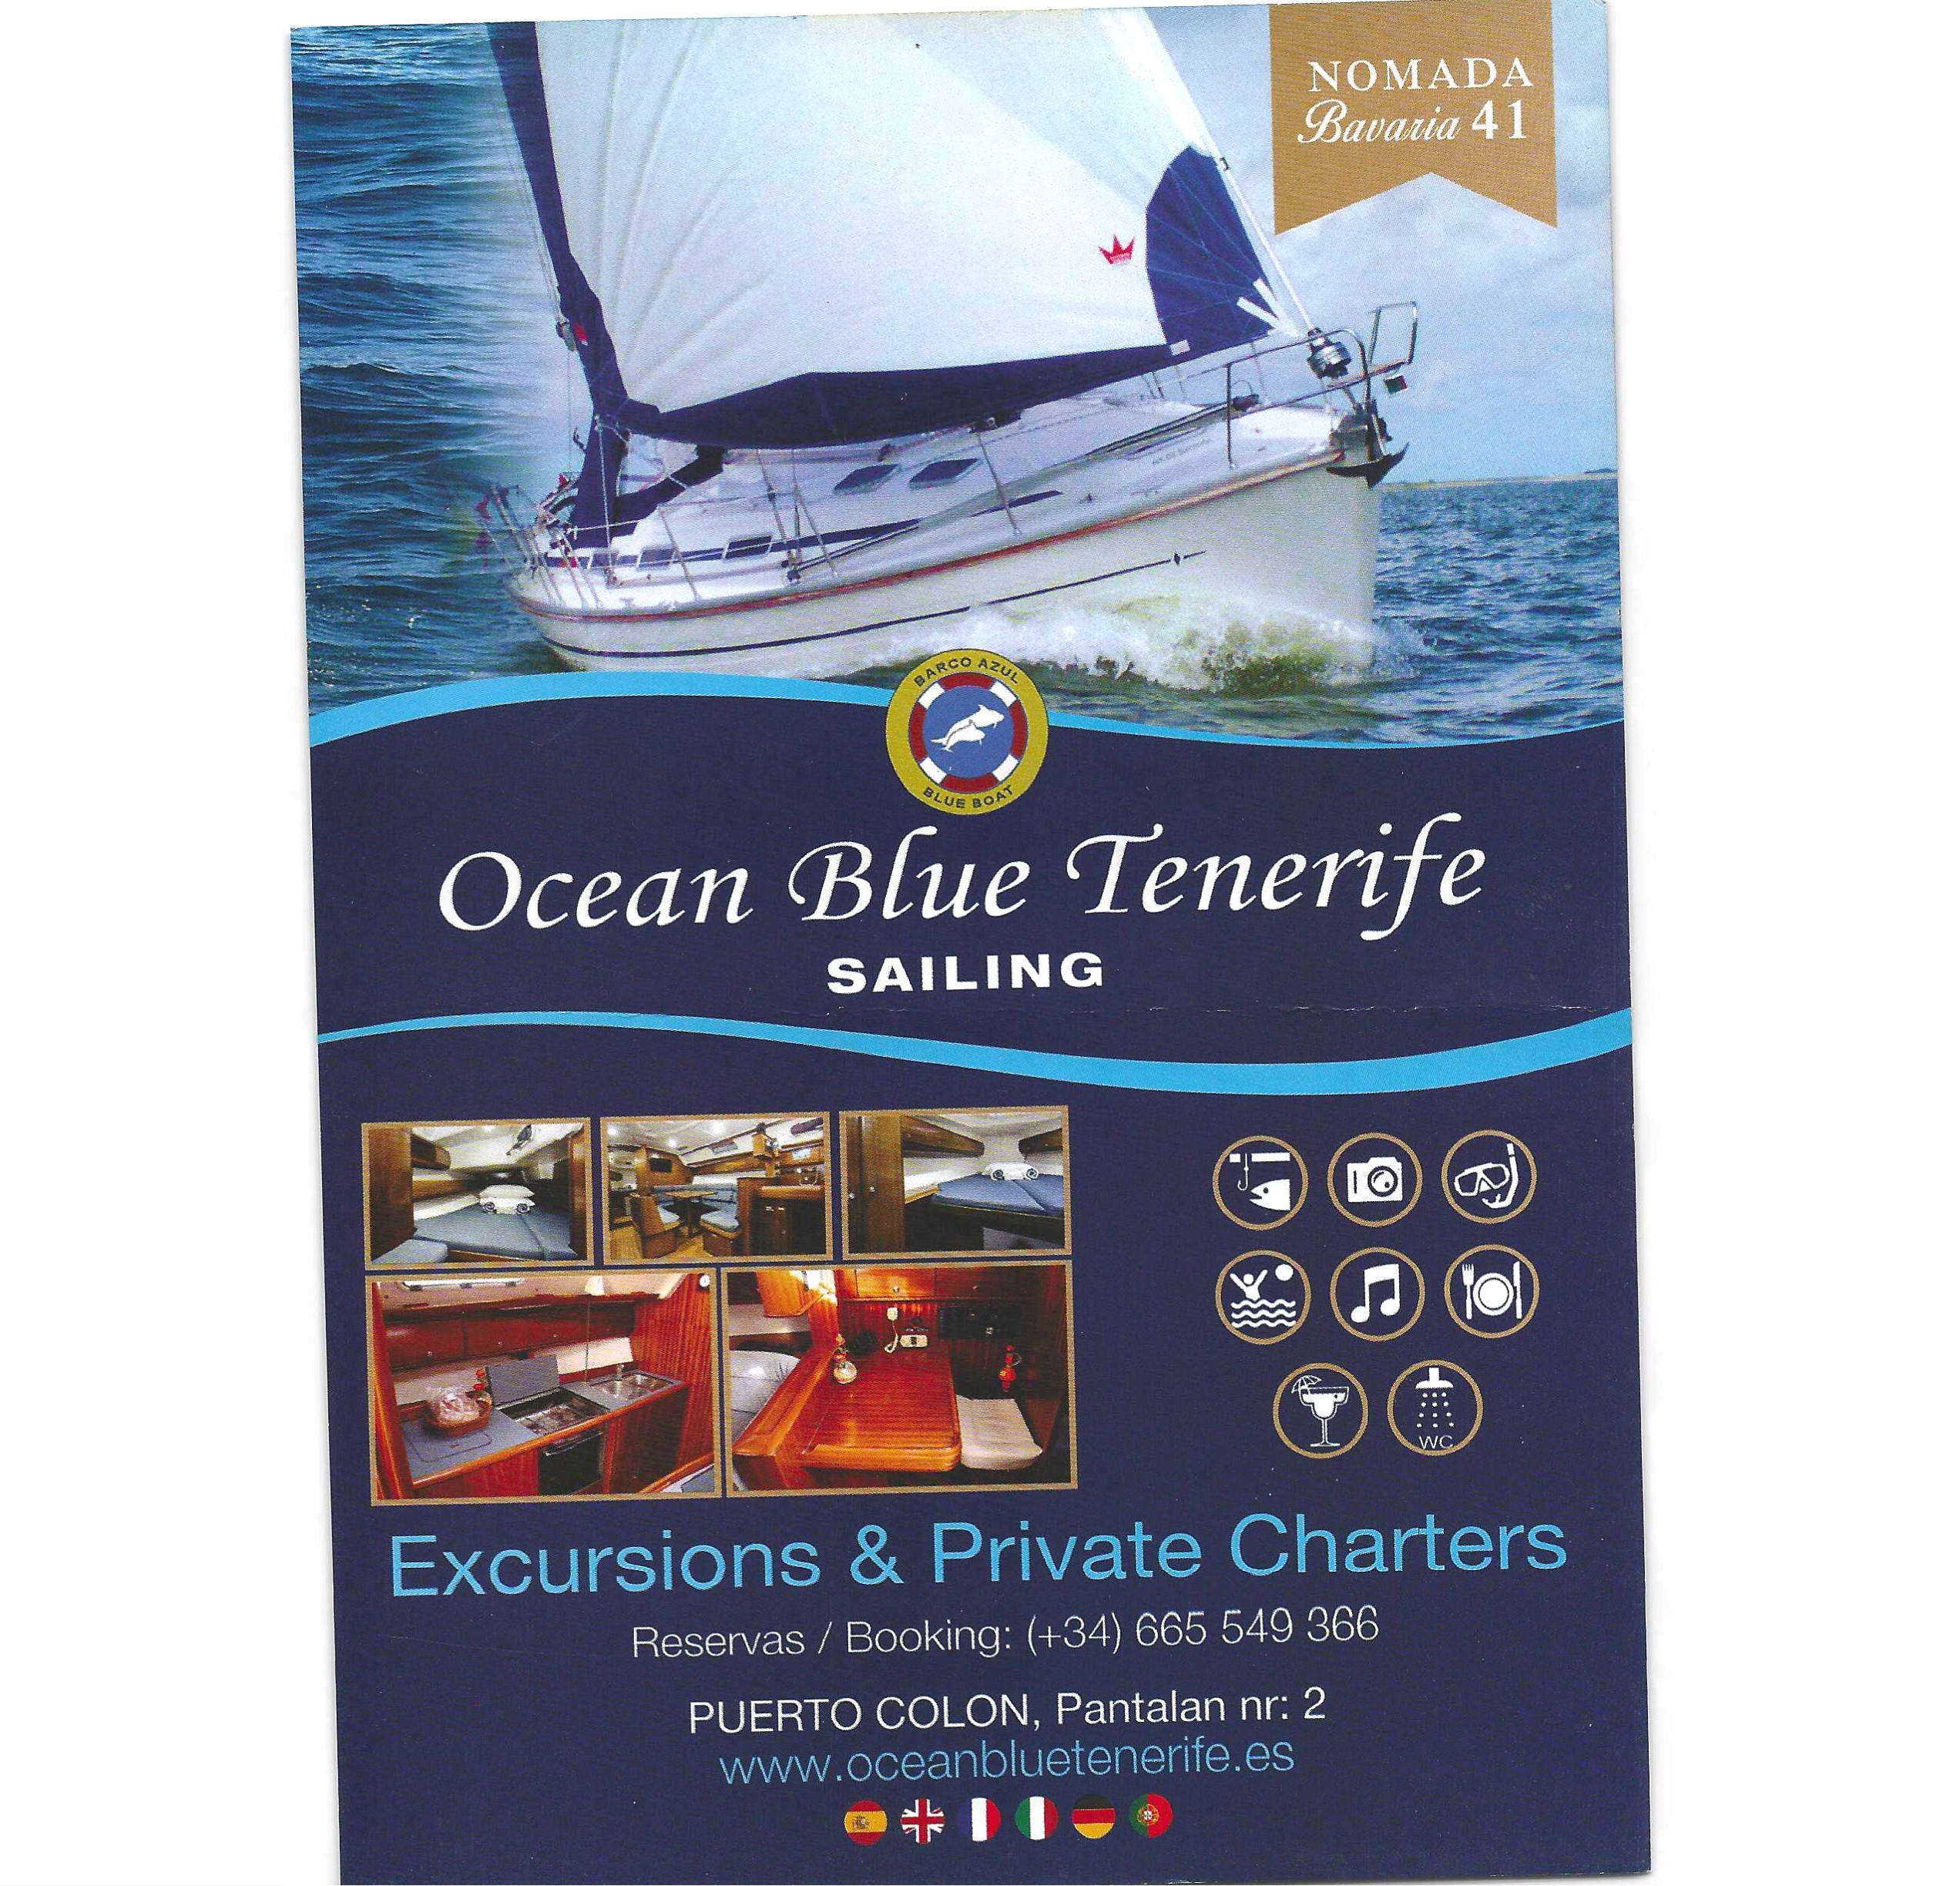 NOMADA
Bavaria 41
BARCO AZUL
BLUE BOAT
Ocean Blue Tenerife
SAILING
WC
Excursions & Private Charters
Reservas / Booking: (+34) 665 549 366
PUERTO COLON, Pantalan nr: 2
www.oceanbluetenerife.es